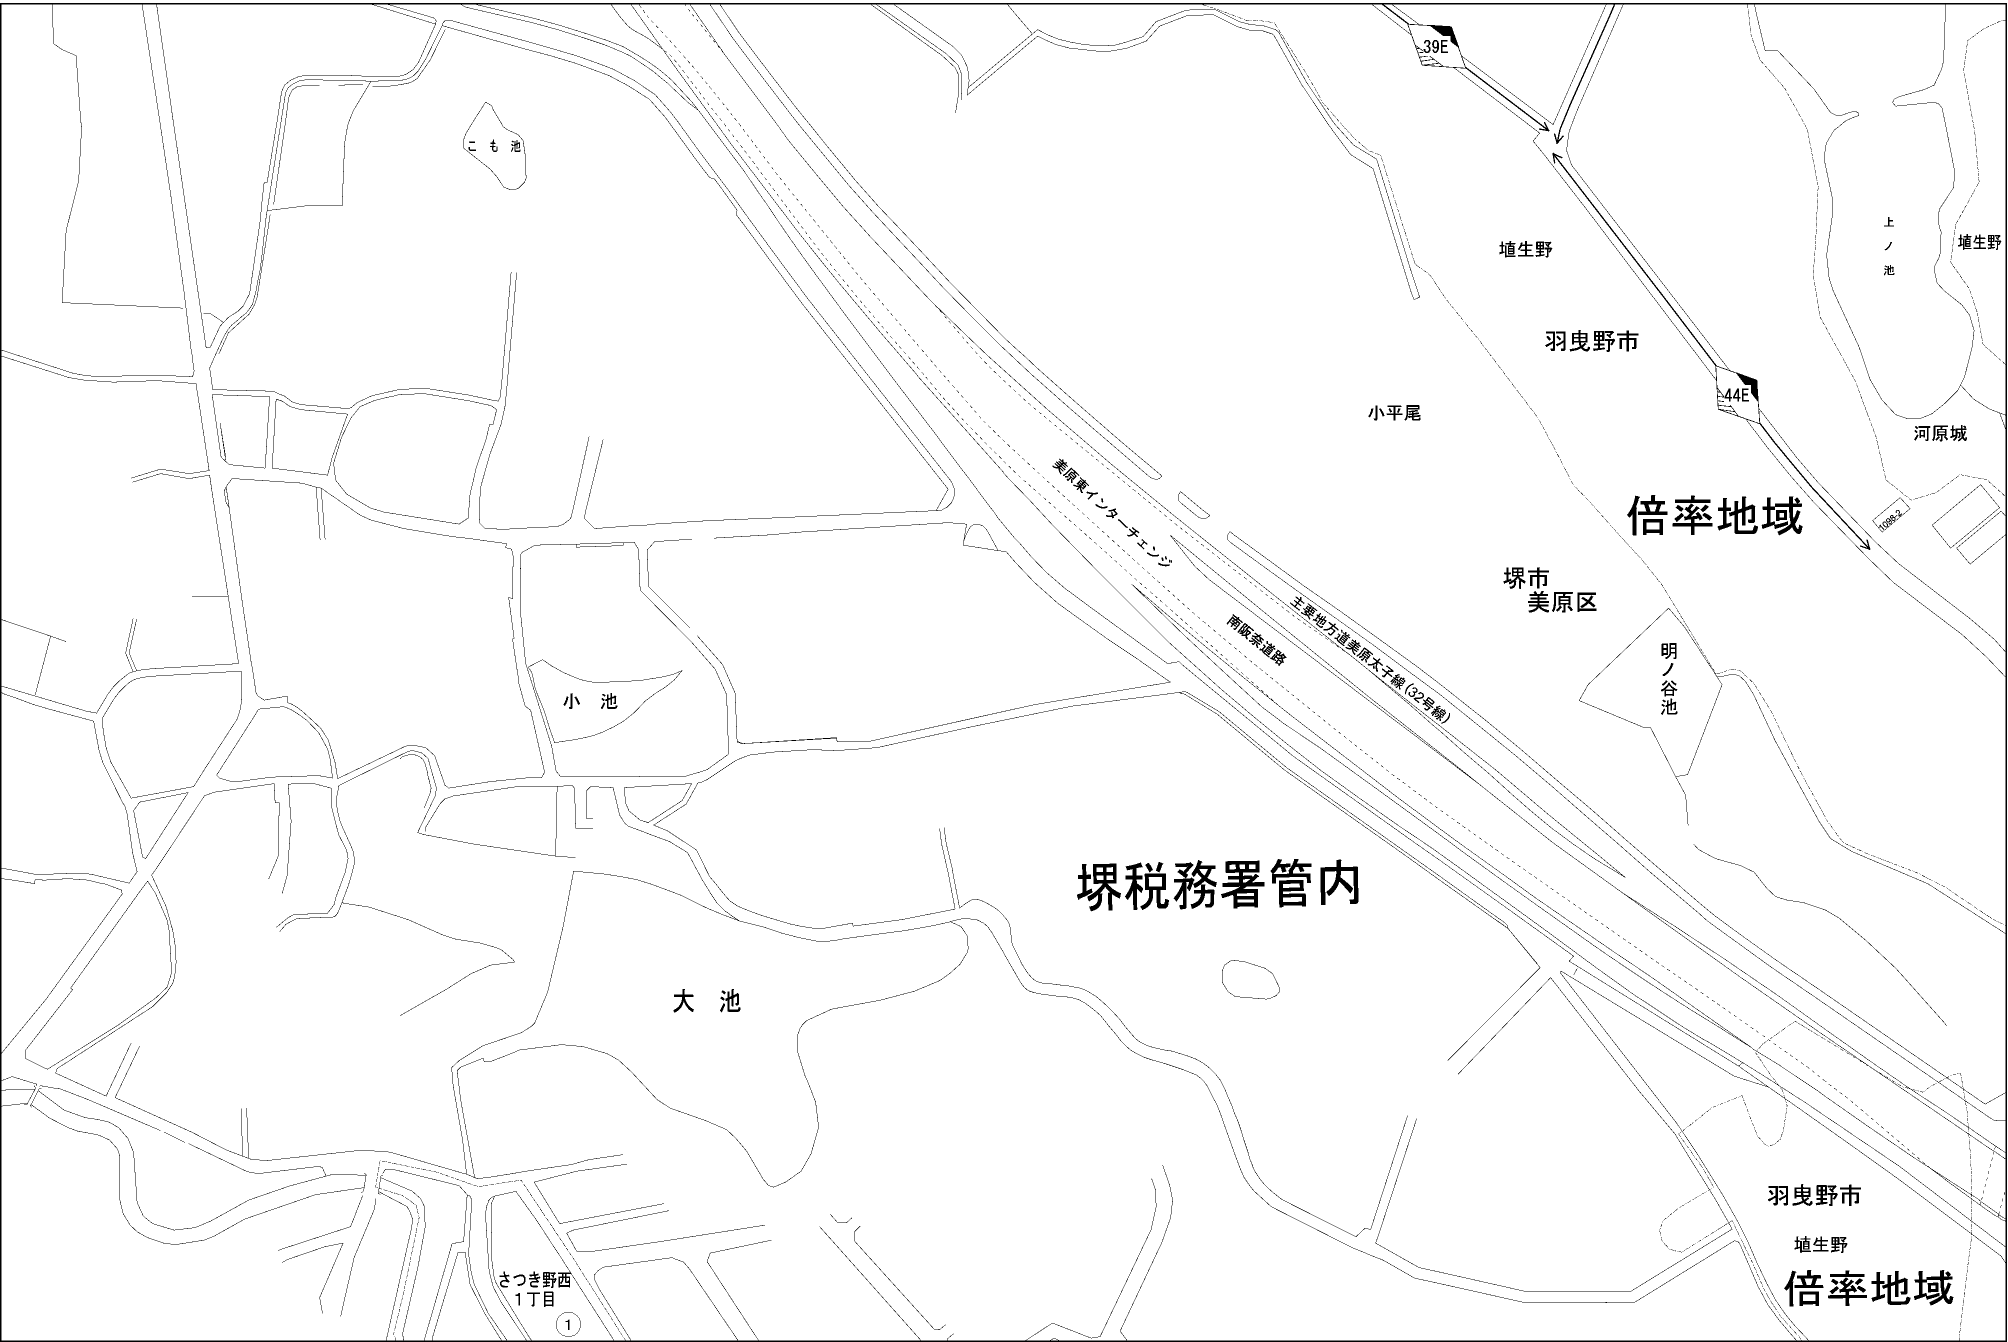 39E
こも池
上ノ池
埴生野
埴生野
羽曳野市
44E
小平尾
河原城
美原東インターチェンジ
倍率地域
1098-2
堺市
美原区
主要地方道美原太子線(32号線)
南阪奈道路
明ノ谷池
小池
堺税務署管内
大池
羽曳野市
埴生野
さつき野西
1丁目
1
倍率地域